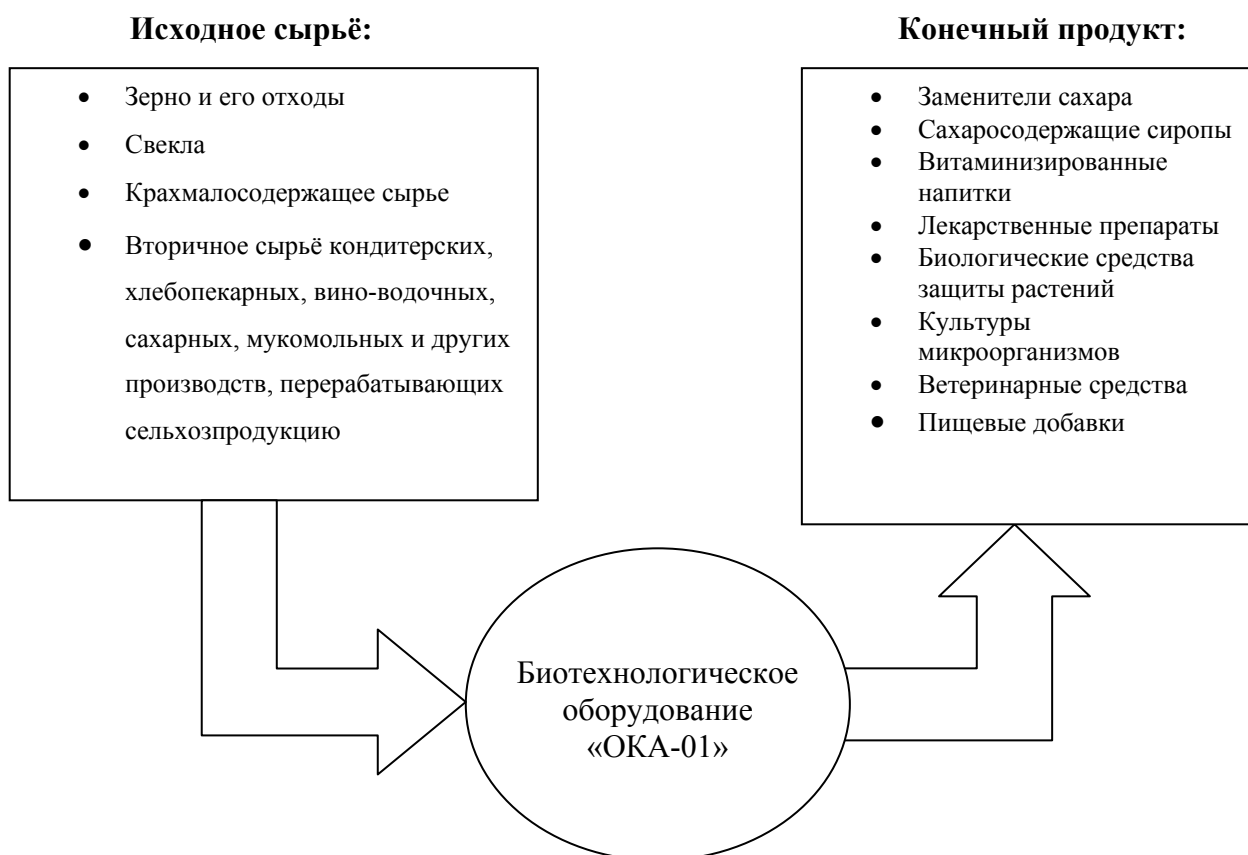 Исходное сырьё:
• Зерно и его отходы
• Свекла
• Крахмалосодержащее сырье
• Вторичное сырьё кондитерских,
хлебопекарных, вино-водочных,
сахарных, мукомольных и других
производств, перерабатывающих
сельхозпродукцию
Конечный продукт:
• Заменители сахара
• Сахаросодержащие сиропы
• Витаминизированные
напитки
• Лекарственные препараты
• Биологические средства
защиты растений
• Культуры
микроорганизмов
• Ветеринарные средства
• Пищевые добавки
Биотехнологическое
оборудование
«ОКА-01»